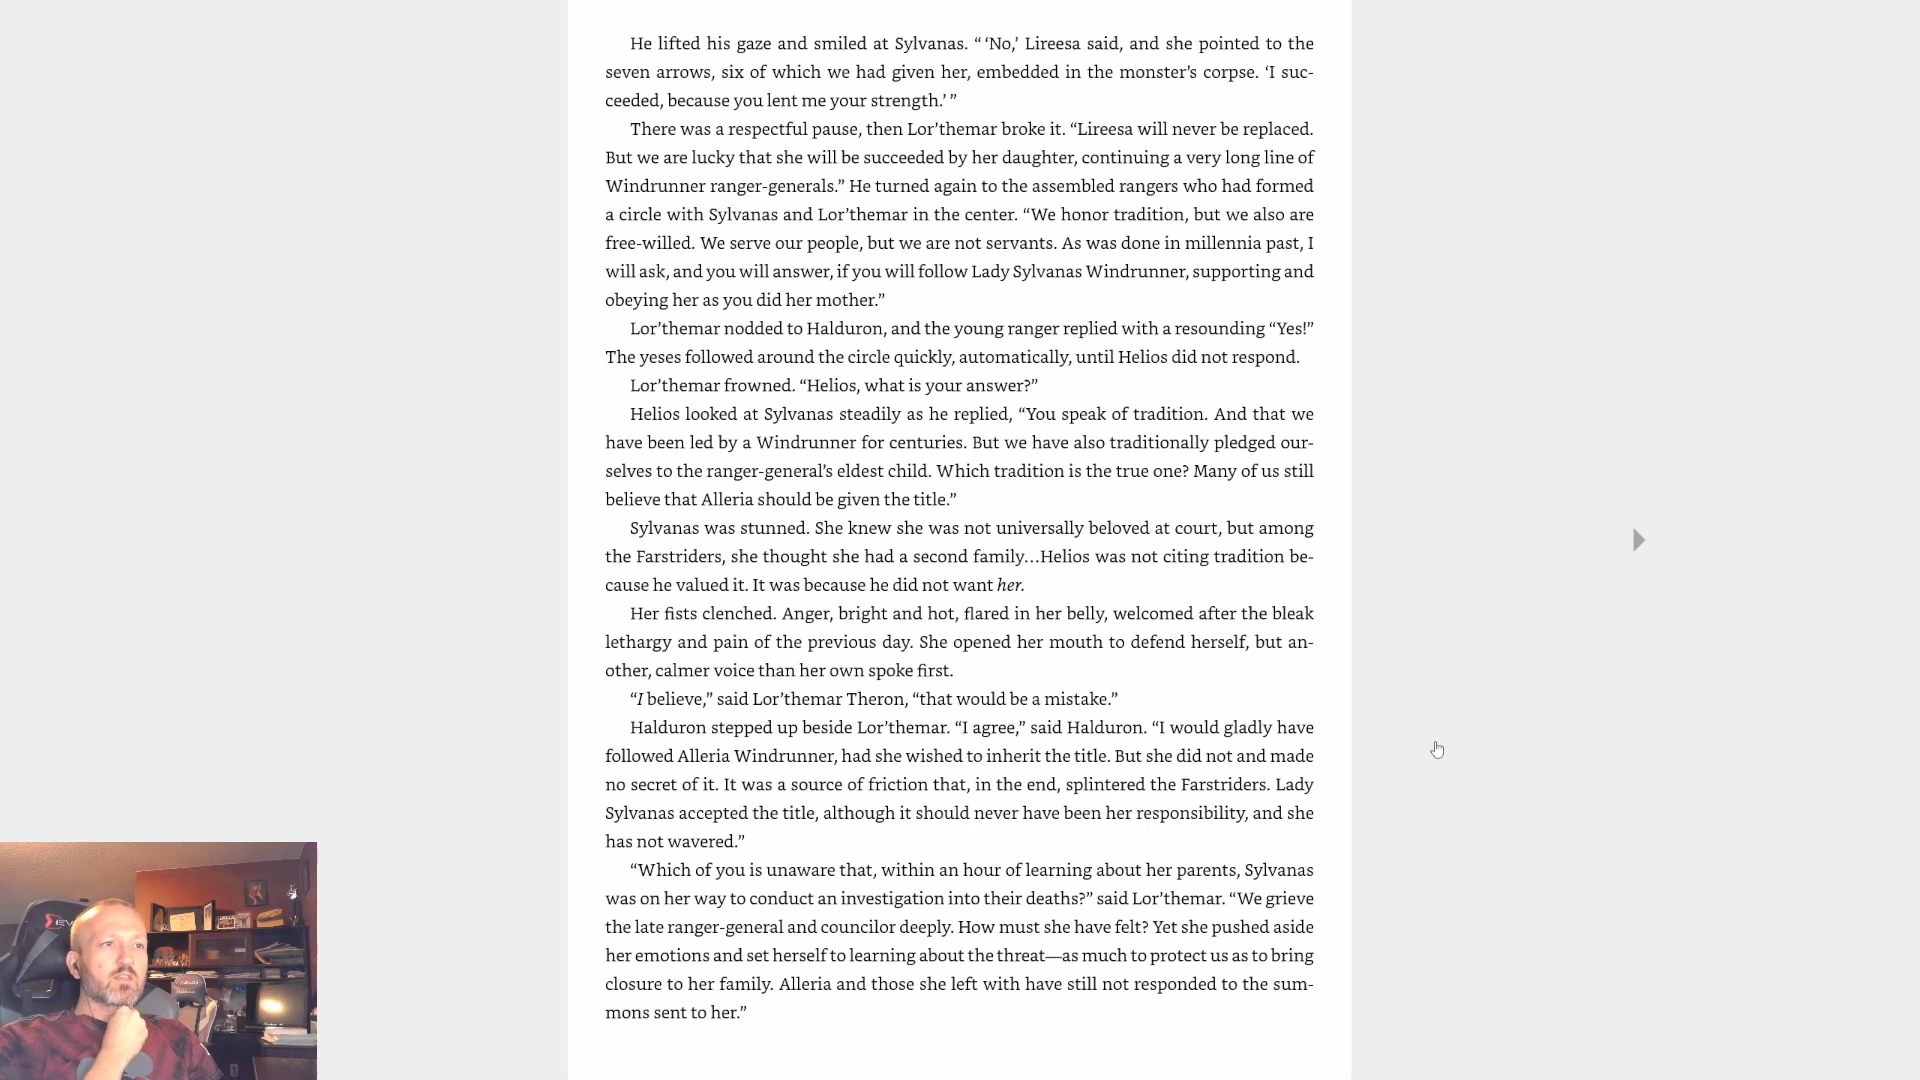 He lifted his gaze and smiled at Sylvanas. “ ‘No,’ Lireesa said, and she pointed to the
seven arrows, six of which we had given her, embedded in the monster’s corpse. ‘I suc-
ceeded, because you lent me your strength.’ ”
There was a respectful pause, then Lor’themar broke it. “Lireesa will never be replaced.
But we are lucky that she will be succeeded by her daughter, continuing a very long line of
Windrunner ranger-generals.” He turned again to the assembled rangers who had formed
a circle with Sylvanas and Lor’themar in the center. “We honor tradition, but we also are
free-willed. We serve our people, but we are not servants. As was done in millennia past, I
will ask, and you will answer, if you will follow Lady Sylvanas Windrunner, supporting and
obeying her as you did her mother.”
Lor’themar nodded to Halduron, and the young ranger replied with a resounding “Yes!”
The yeses followed around the circle quickly, automatically, until Helios did not respond.
Lor’themar frowned. “Helios, what is your answer?”
Helios looked at Sylvanas steadily as he replied, “You speak of tradition. And that we
have been led by a Windrunner for centuries. But we have also traditionally pledged our-
selves to the ranger-general’s eldest child. Which tradition is the true one? Many of us still
believe that Alleria should be given the title.”
Sylvanas was stunned. She knew she was not universally beloved at court, but among
the Farstriders, she thought she had a second family…Helios was not citing tradition be-
cause he valued it. It was because he did not want her.
Her fists clenched. Anger, bright and hot, flared in her belly, welcomed after the bleak
lethargy and pain of the previous day. She opened her mouth to defend herself, but an-
other, calmer voice than her own spoke first.
“I believe,” said Lor’themar Theron, “that would be a mistake.”
Halduron stepped up beside Lor’themar. “I agree,” said Halduron. “I would gladly have
followed Alleria Windrunner, had she wished to inherit the title. But she did not and made
no secret of it. It was a source of friction that, in the end, splintered the Farstriders. Lady
Sylvanas accepted the title, although it should never have been her responsibility, and she
has not wavered.”
“Which of you is unaware that, within an hour of learning about her parents, Sylvanas
was on her way to conduct an investigation into their deaths?” said Lor’themar. “We grieve
the late ranger-general and councilor deeply. How must she have felt? Yet she pushed aside
her emotions and set herself to learning about the threat—as much to protect us as to bring
closure to her family. Alleria and those she left with have still not responded to the sum-
mons sent to her.”